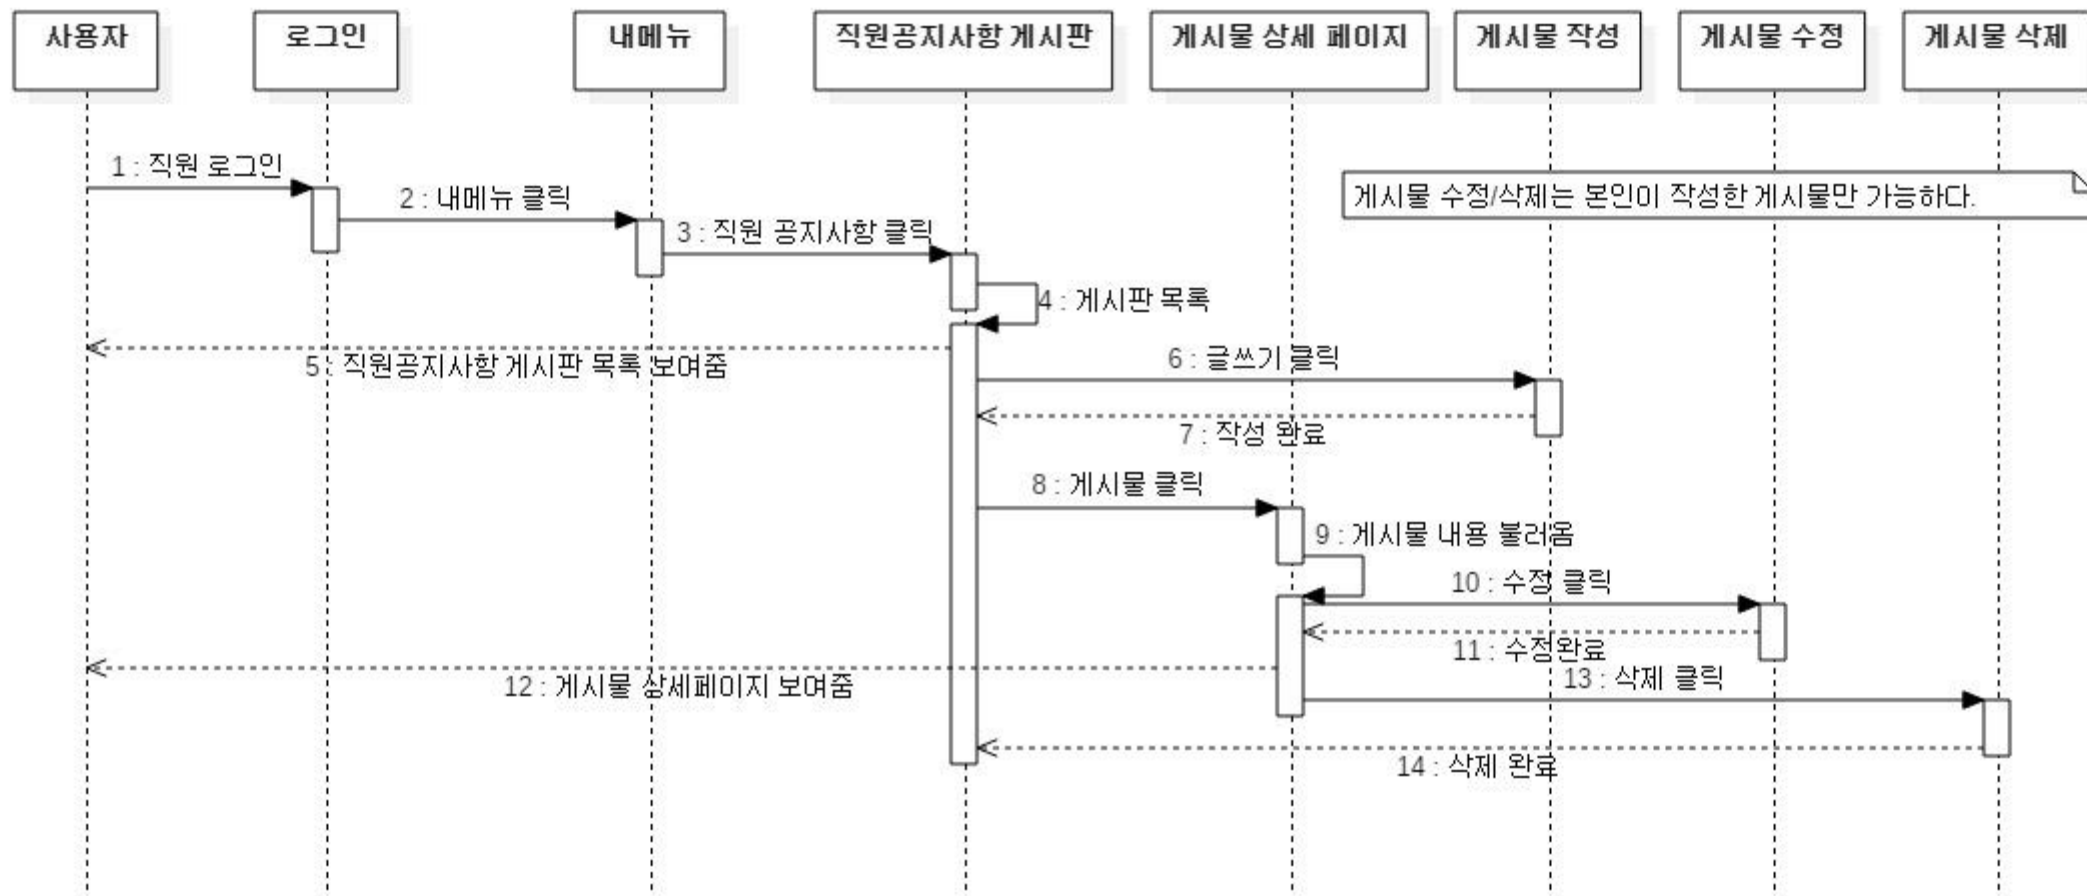 사용자
로그인
내메뉴
직원공지사항 게시판
게시물 상세 페이지
게시물 작성
게시물 수정
게시물 삭제
1 : 직원 로그인
게시물 수정/삭제는 본인이 작성한 게시물만 가능하다.
2 : 내메뉴 클릭
3 : 직원 공지사항 클릭
4 : 게시판 목록
5 : 직원공지사항 게시판 목록 보여줌
6 : 글쓰기 클릭
7 : 작성 완료
8 : 게시물 클릭
9 : 게시물 내용 불러옴
10 : 수정 클릭
11 : 수정완료
12 : 게시물 상세페이지 보여줌
13 : 삭제 클릭
14 : 삭제 완료